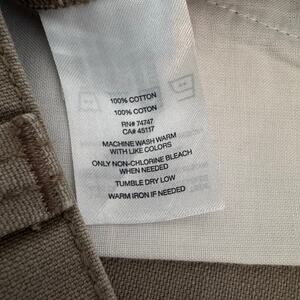 100% COTTON
100% COTTON
RN# 74747
CA# 45117
MACHINE WASH WARM
WITH LIKE COLORS
ONLY NON-CHLORINE BLEACH
WHEN NEEDED
TUMBLE DRY LOW
WARM IRON IF NEEDED